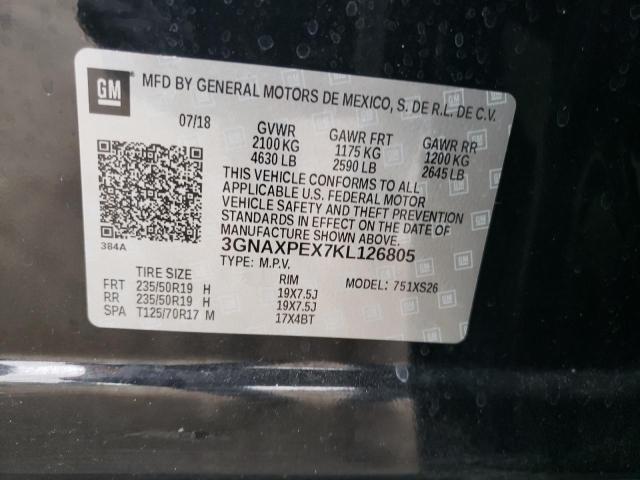 GM
MFD BY GENERAL MOTORS DE MEXICO, S. DE R.L. DE C.V.
07/18 GVWR GAWR FRT GAWR RR
2100 KG 1175 KG 1200 KG
4630 LB 2590 LB 2645 LB
THIS VEHICLE CONFORMS TO ALL
APPLICABLE U.S. FEDERAL MOTOR
VEHICLE SAFETY AND THEFT PREVENTION
STANDARDS IN EFFECT ON THE DATE OF
MANUFACTURE SHOWN ABOVE.
384A
3GNAXPEX7KL126805
TYPE: M.P.V. MODEL: 751XS26
TIRE SIZE RIM
FRT 235/50R19 H 19X7.5J
RR 235/50R19 H 19X7.5J
SPA T125/70R17 M 17X4BT